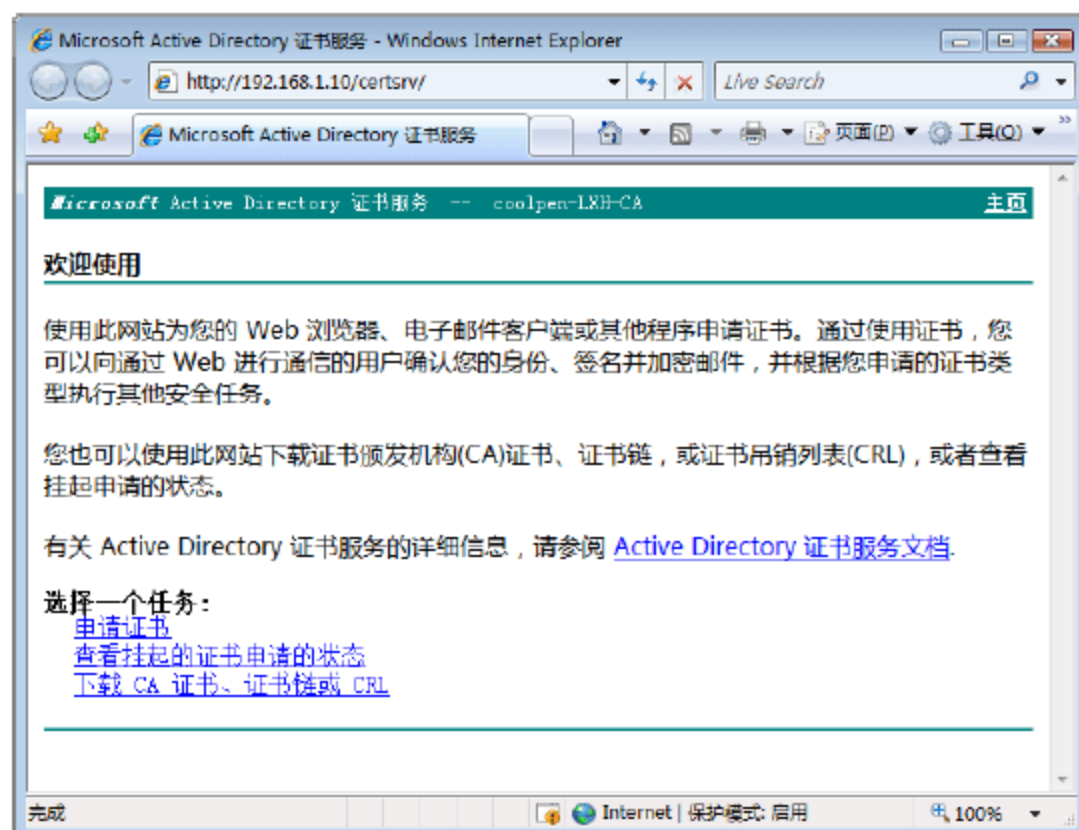 Microsoft Active Directory 证书服务 - Windows Internet Explorer
http://192.168.1.10/certsrv/
Live Search
Microsoft Active Directory 证书服务
页面(P)
工具(O)
Microsoft Active Directory 证书服务 -- coolpen-LXH-CA
主页
欢迎使用
使用此网站为您的 Web 浏览器、电子邮件客户端或其他程序申请证书。通过使用证书，您
可以向通过 Web 进行通信的用户确认您的身份、签名并加密邮件，并根据您申请的证书类
型执行其他安全任务。
您也可以使用此网站下载证书颁发机构(CA)证书、证书链，或证书吊销列表(CRL)，或者查看
挂起申请的状态。
有关 Active Directory 证书服务的详细信息，请参阅 Active Directory 证书服务文档.
选择一个任务：
申请证书
查看挂起的证书申请的状态
下载 CA 证书、证书链或 CRL
完成
Internet | 保护模式: 启用
100%